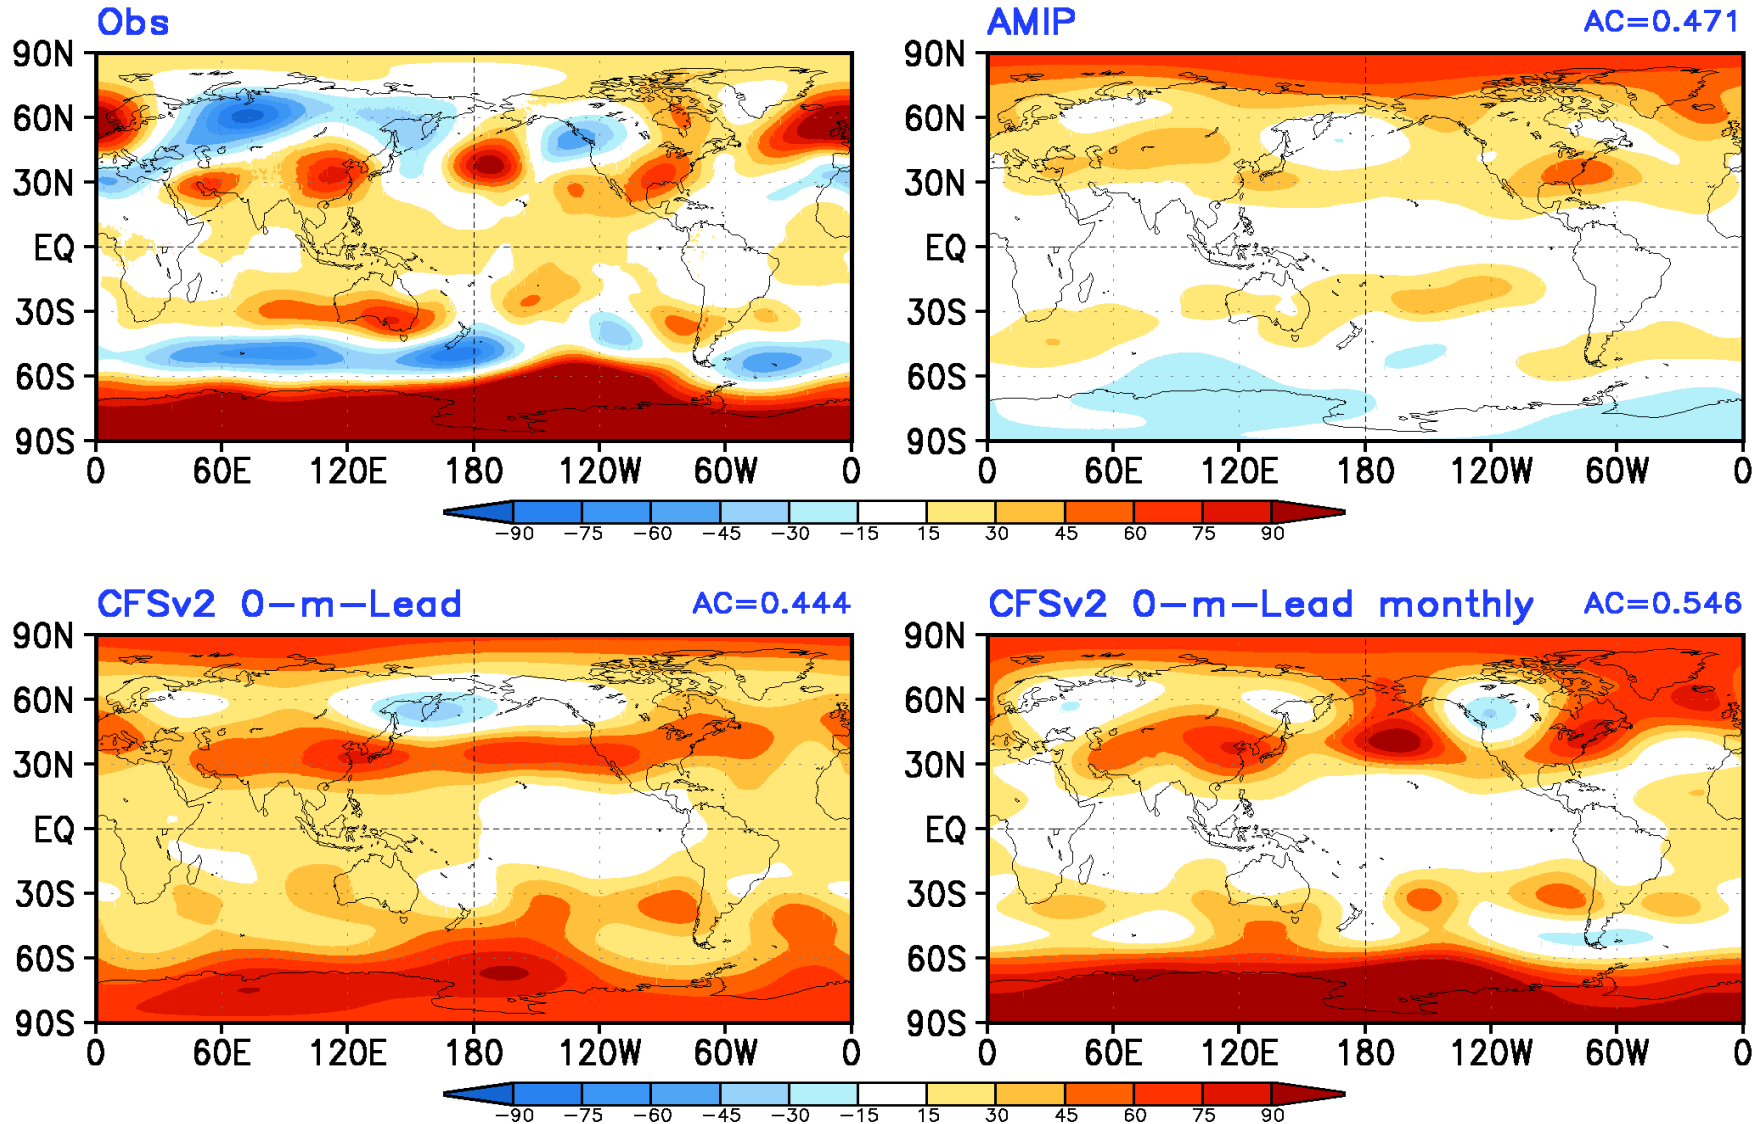 Obs
AMIP AC=0.471
90N 90N
60N 60N
30N 30N
EQ EQ
30S 30S
60S 60S
90S 90S
0 60E 120E 180 120W 60W 0 0 60E 120E 180 120W 60W 0
−90 −75 −60 −45 −30 −15 15 30 45 60 75 90
CFSv2 0−m−Lead AC=0.444
CFSv2 0−m−Lead monthly AC=0.546
90N 90N
60N 60N
30N 30N
EQ EQ
30S 30S
60S 60S
90S 90S
0 60E 120E 180 120W 60W 0 0 60E 120E 180 120W 60W 0
−90 −75 −60 −45 −30 −15 15 30 45 60 75 90